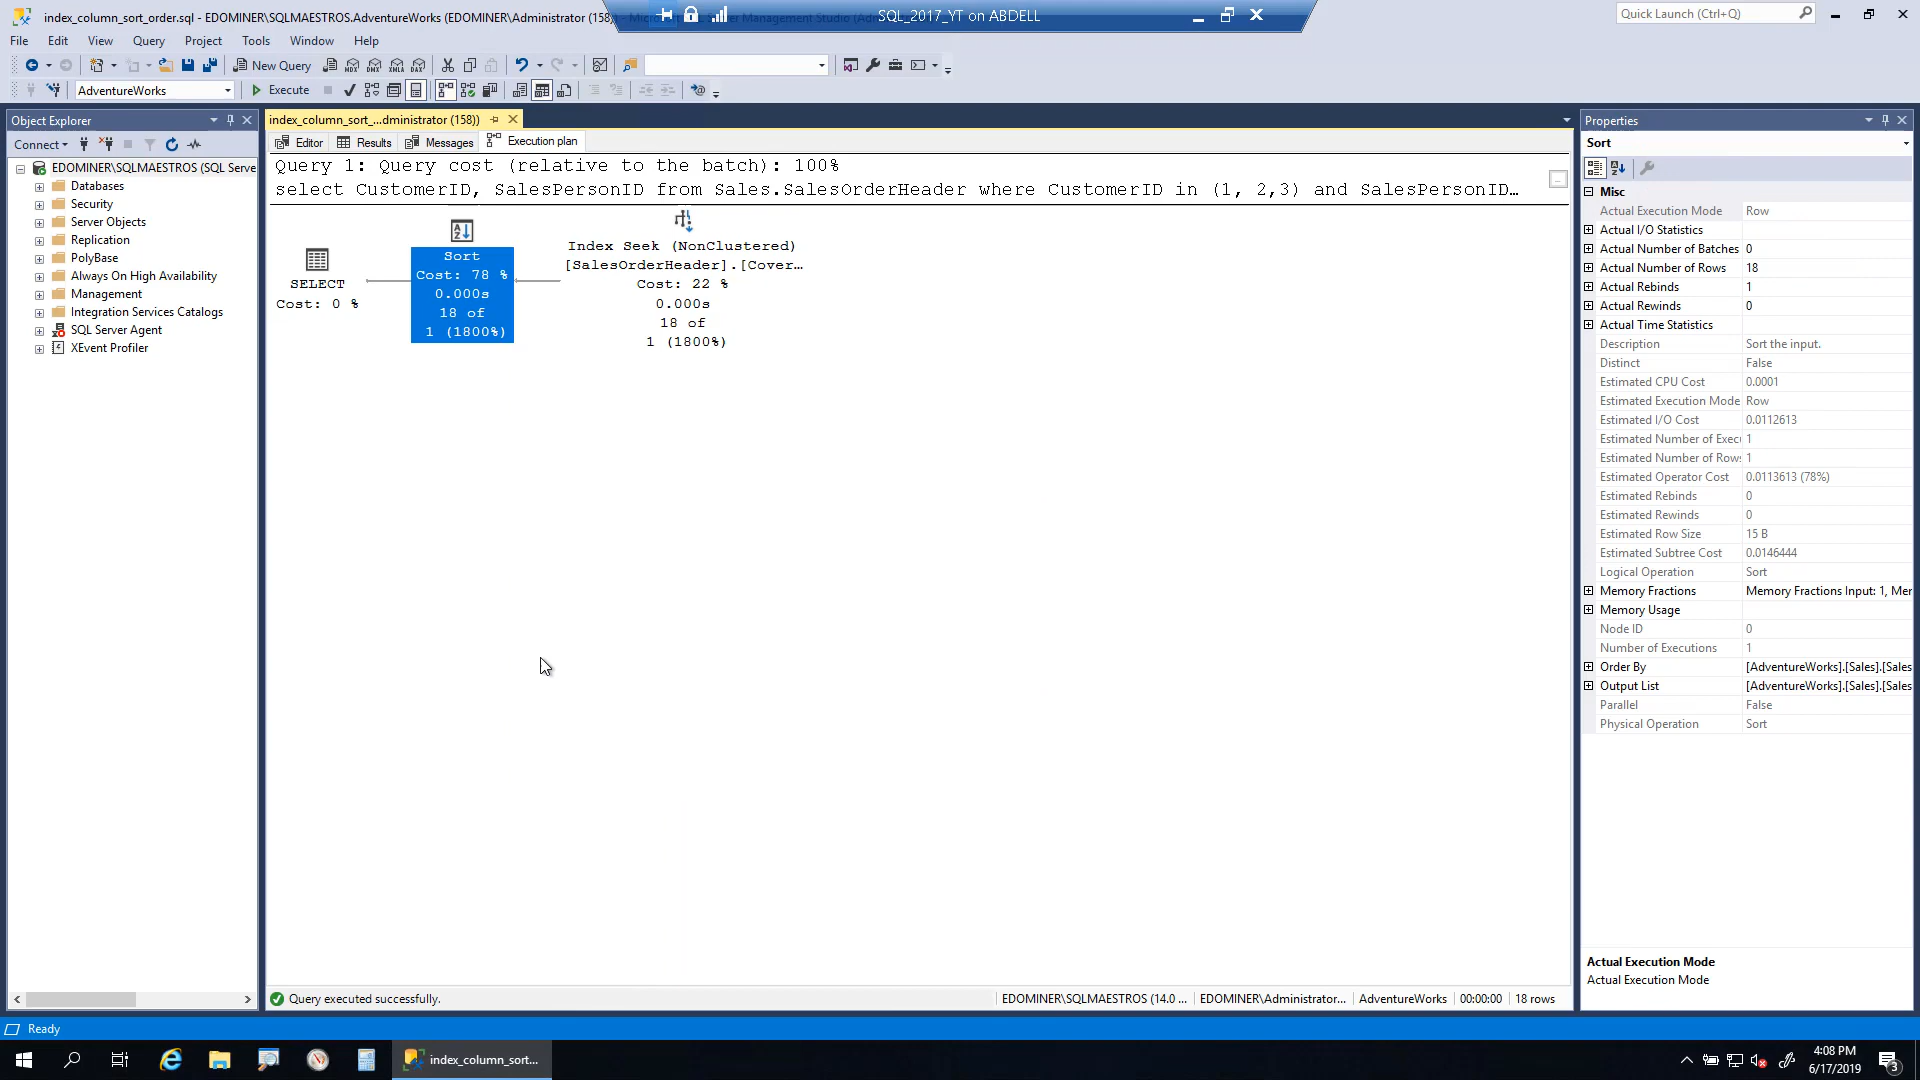 index_column_sort_order.sql - EDOMINER\SQLMAESTROS.AdventureWorks (EDOMINER\Administrator (158
SQL_2017_YT on ABDELL
Quick Launch (Ctrl+Q)
File Edit View Query Project Tools Window Help
New Query
AdventureWorks
Execute
Object Explorer
index_column_sort_...dministrator (158))
Properties
Connect
Editor
Results
Messages
Execution plan
Sort
EDOMINER\SQLMAESTROS (SQL Serve
Databases
Security
Server Objects
Replication
PolyBase
Always On High Availability
Management
Integration Services Catalogs
SQL Server Agent
XEvent Profiler
Query 1: Query cost (relative to the batch): 100%
select CustomerID, SalesPersonID from Sales.SalesOrderHeader where CustomerID in (1, 2,3) and SalesPersonID...
SELECT
Cost: 0 %
Sort
Cost: 78 %
0.000s
18 of
1 (1800%)
Index Seek (NonClustered)
[SalesOrderHeader].[Cover...
Cost: 22 %
0.000s
18 of
1 (1800%)
Misc
Actual Execution Mode Row
Actual I/O Statistics
Actual Number of Batches 0
Actual Number of Rows 18
Actual Rebinds 1
Actual Rewinds 0
Actual Time Statistics
Description Sort the input.
Distinct False
Estimated CPU Cost 0.0001
Estimated Execution Mode Row
Estimated I/O Cost 0.0112613
Estimated Number of Execu 1
Estimated Number of Rows 1
Estimated Operator Cost 0.0113613 (78%)
Estimated Rebinds 0
Estimated Rewinds 0
Estimated Row Size 15 B
Estimated Subtree Cost 0.0146444
Logical Operation Sort
Memory Fractions Memory Fractions Input: 1, Mer
Memory Usage
Node ID 0
Number of Executions 1
Order By [AdventureWorks].[Sales].[Sales
Output List [AdventureWorks].[Sales].[Sales
Parallel False
Physical Operation Sort
Actual Execution Mode
Actual Execution Mode
Query executed successfully.
EDOMINER\SQLMAESTROS (14.0 ... EDOMINER\Administrator... AdventureWorks 00:00:00 18 rows
Ready
index_column_sort...
4:08 PM
6/17/2019
3